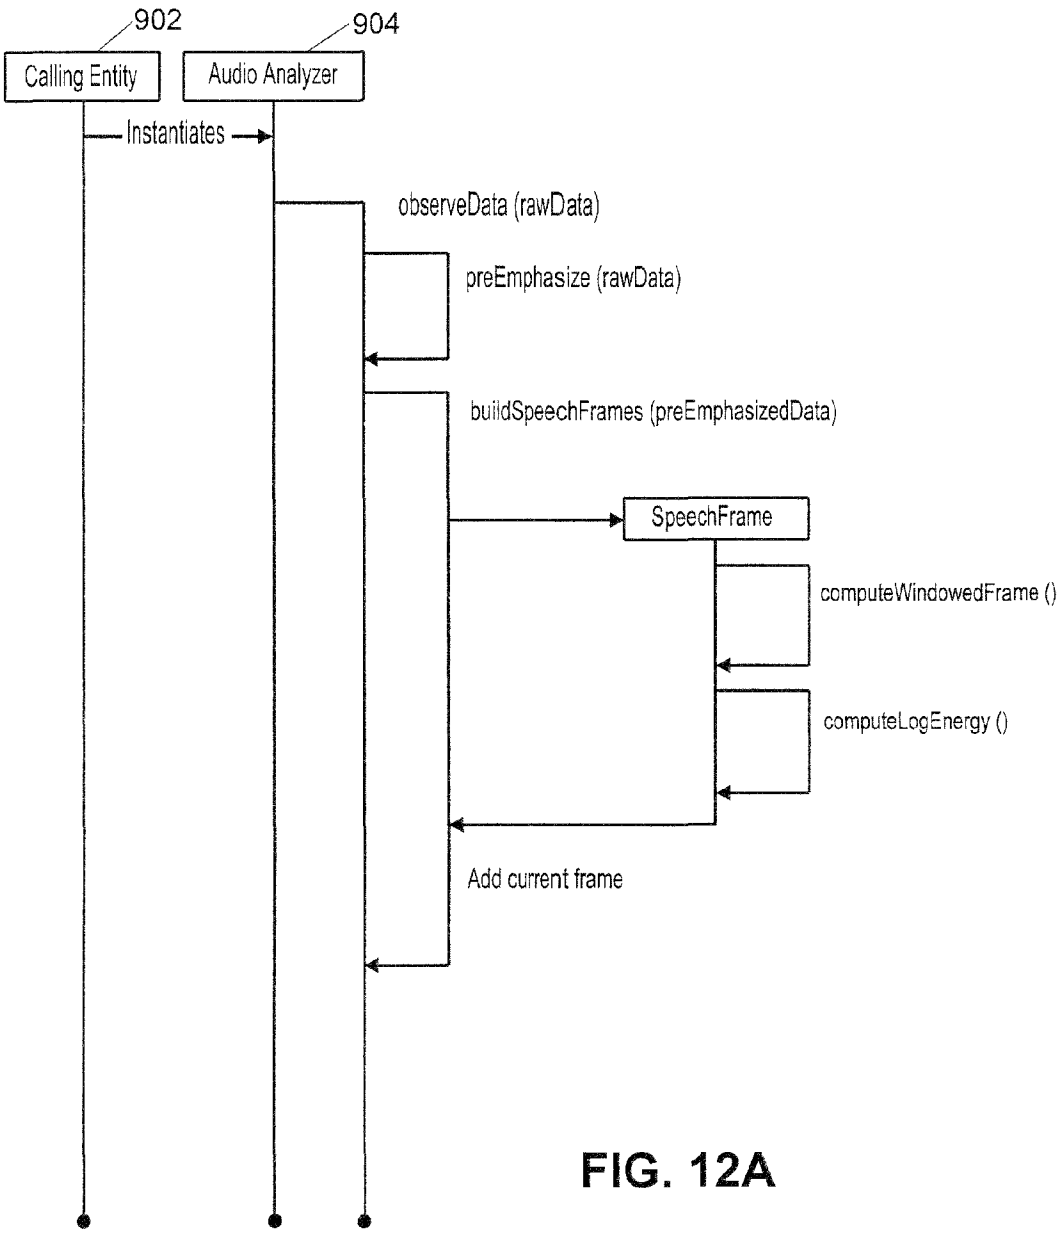 902
904
Calling Entity
Audio Analyzer
Instantiates
observeData (rawData)
preEmphasize (rawData)
buildSpeechFrames (preEmphasizedData)
SpeechFrame
computeWindowedFrame ()
computeLogEnergy ()
Add current frame
FIG. 12A